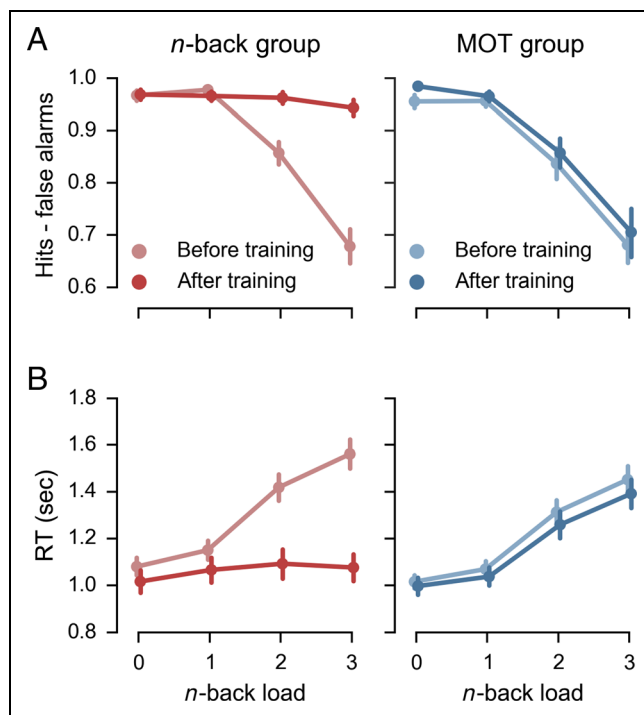 A
n-back group
MOT group
Hits - false alarms
1.0
0.9
0.8
0.7
0.6
Before training
After training
Before training
After training
B
RT (sec)
1.8
1.6
1.4
1.2
1.0
0.8
0 1 2 3
0 1 2 3
n-back load
n-back load